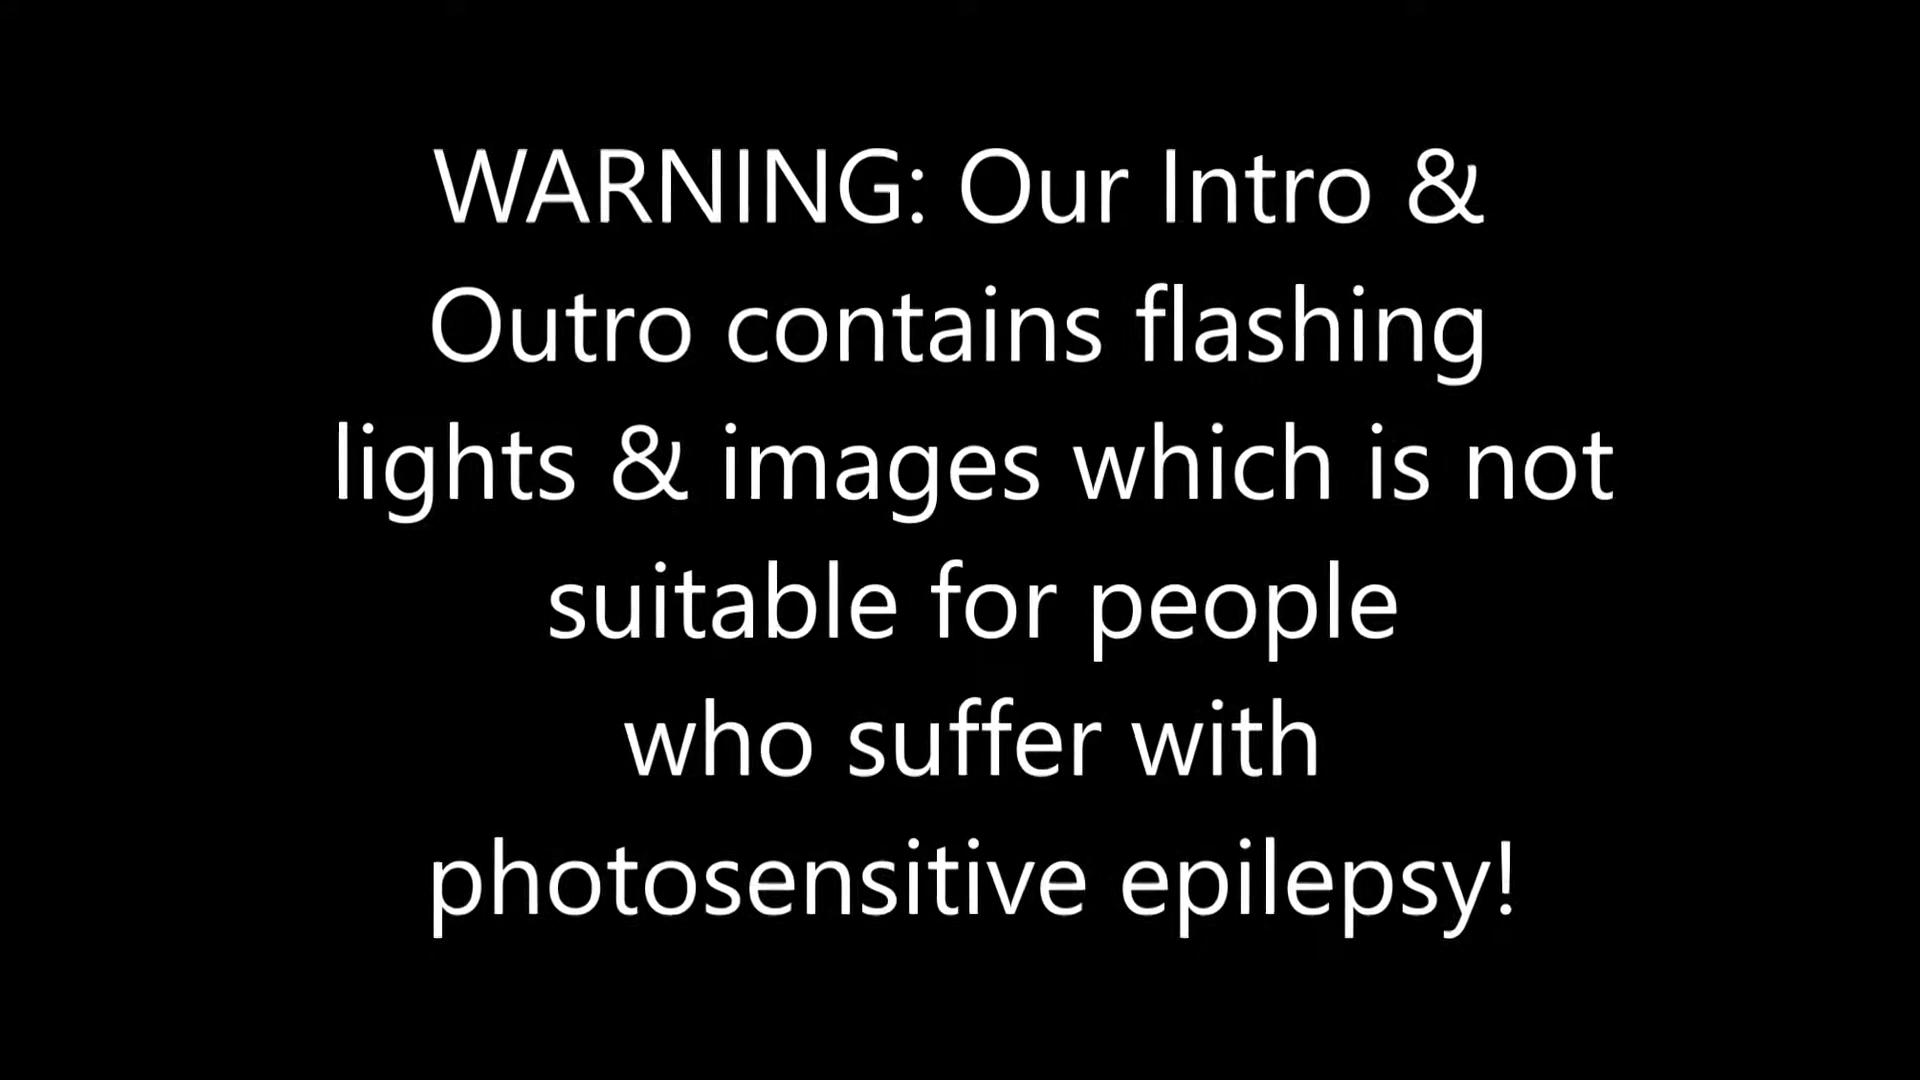 WARNING: Our Intro &
Outro contains flashing
lights & images which is not
suitable for people
who suffer with
photosensitive epilepsy!